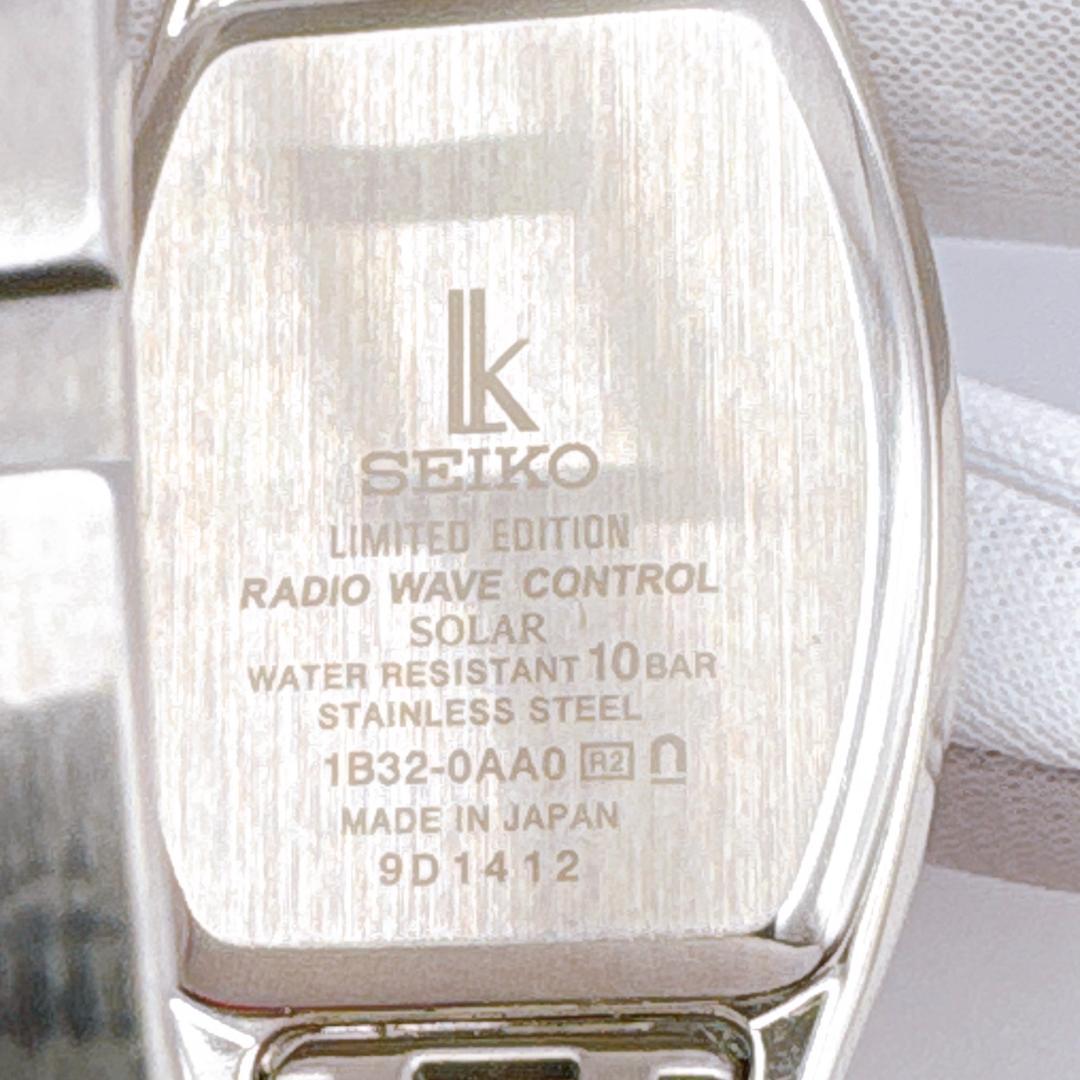 LK
SEIKO
LIMITED EDITION
RADIO WAVE CONTROL
SOLAR
WATER RESISTANT 10 BAR
STAINLESS STEEL
1B32-0AA0 R2
MADE IN JAPAN
9D1412